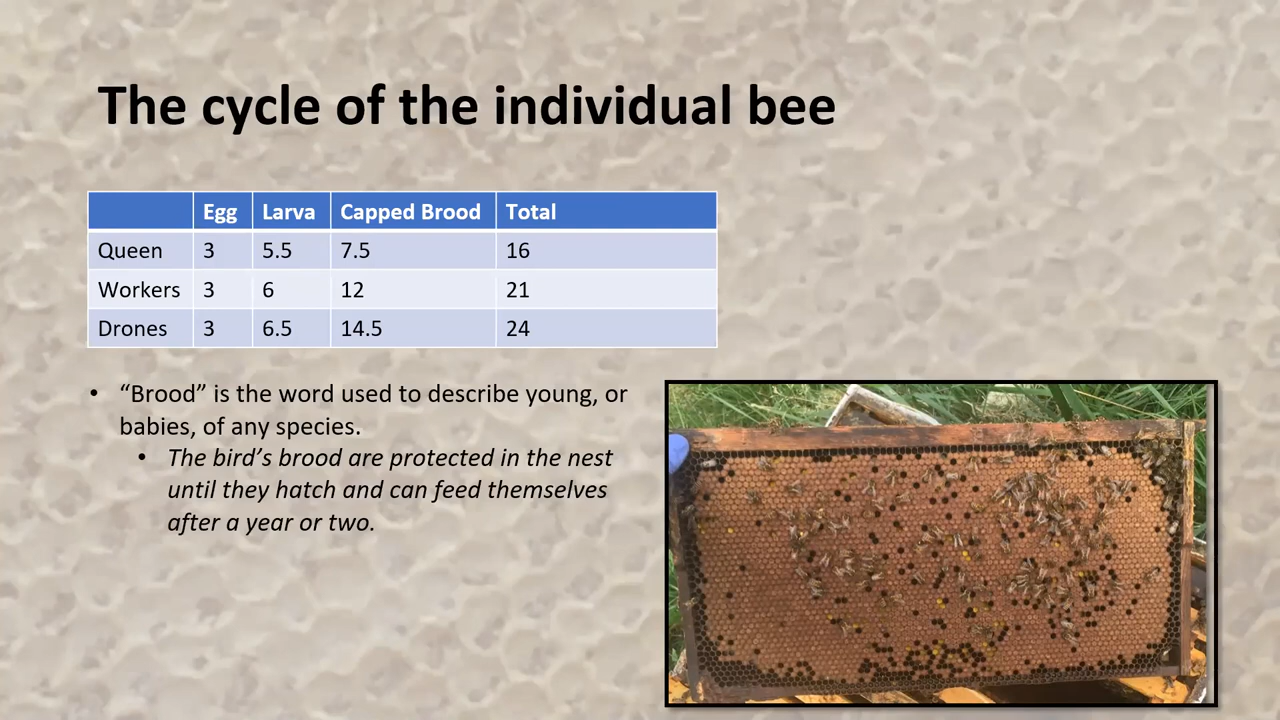 The cycle of the individual bee
Egg Larva Capped Brood Total
Queen 3 5.5 7.5 16
Workers 3 6 12 21
Drones 3 6.5 14.5 24
• “Brood” is the word used to describe young, or
babies, of any species.
• The bird’s brood are protected in the nest
until they hatch and can feed themselves
after a year or two.